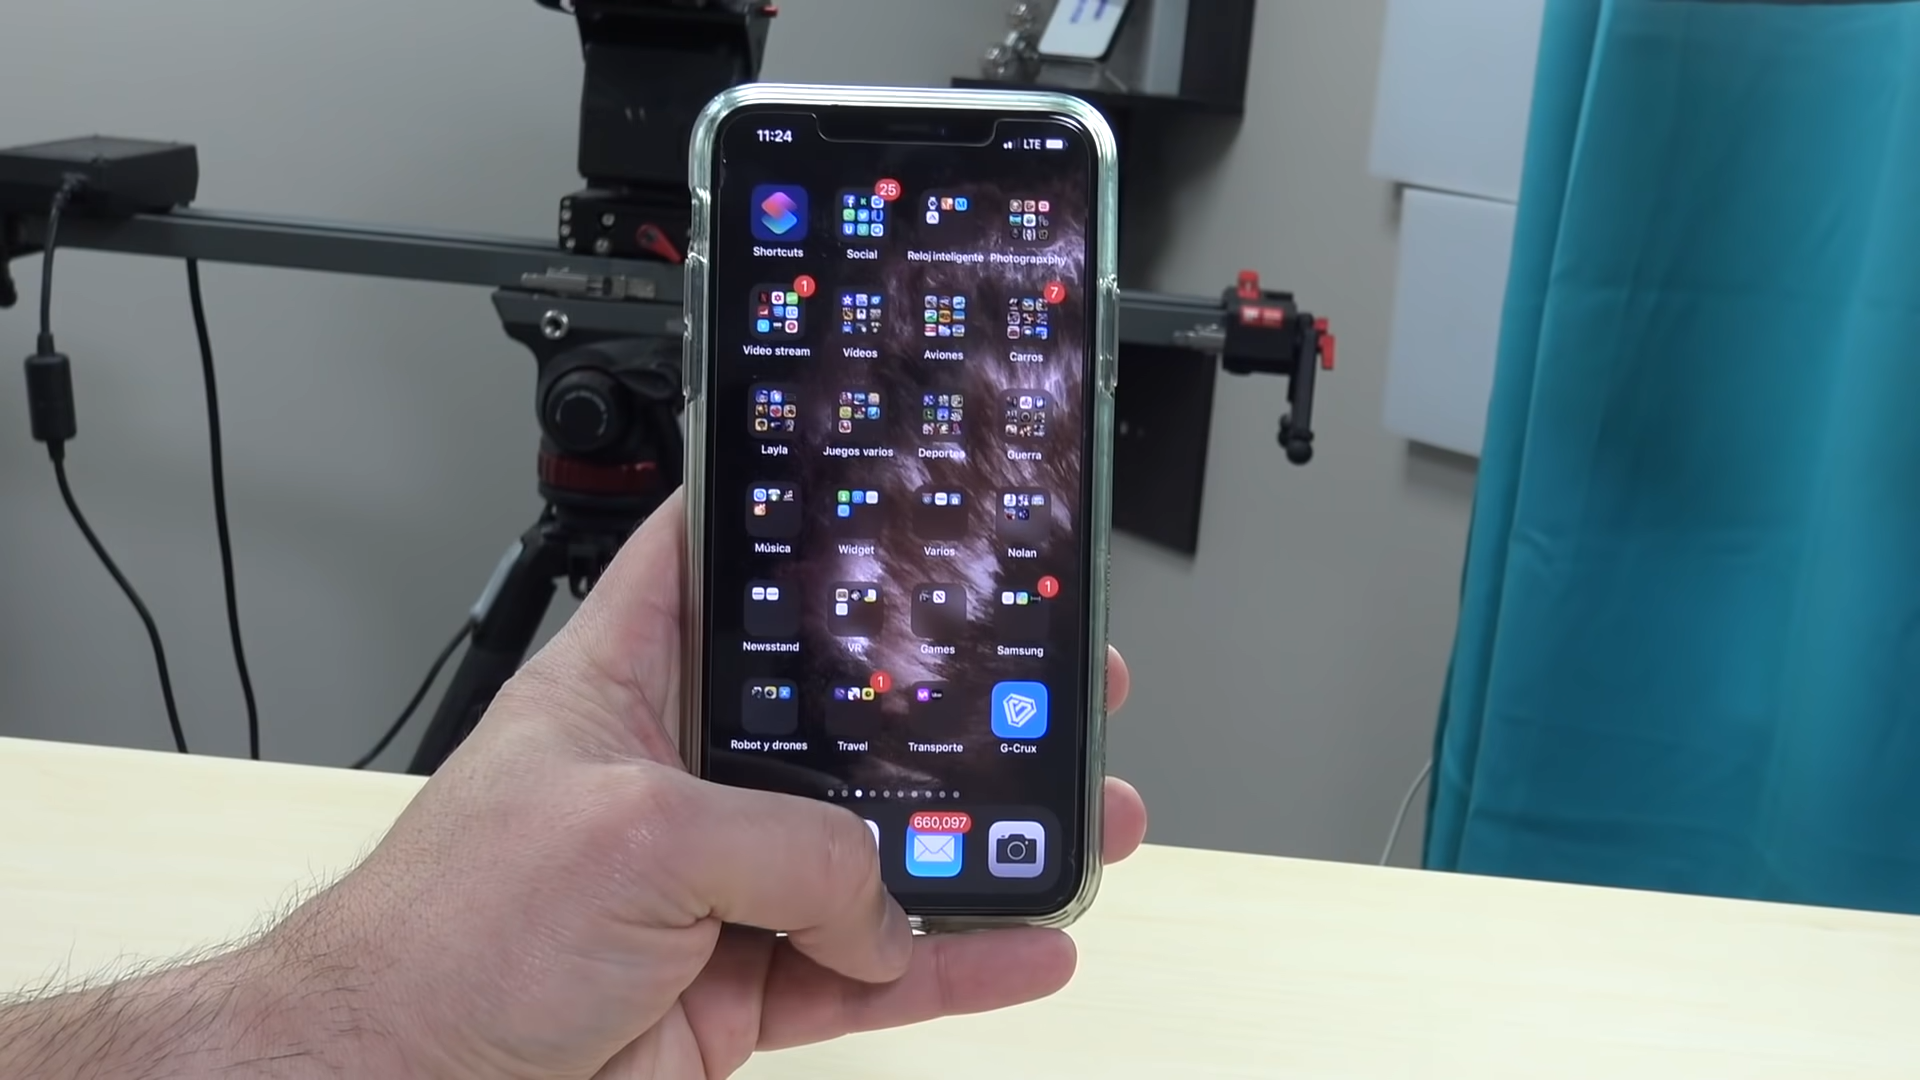 11:24
LTE
25
Shortcuts
Social
Reloj inteligente
Photograpxphy
1
7
Video stream
Vídeos
Aviones
Carros
Layla
Juegos varios
Deportes
Guerra
Música
Widget
Varios
Nolan
1
Newsstand
VR
Games
Samsung
1
Robot y drones
Travel
Transporte
G-Crux
660,097